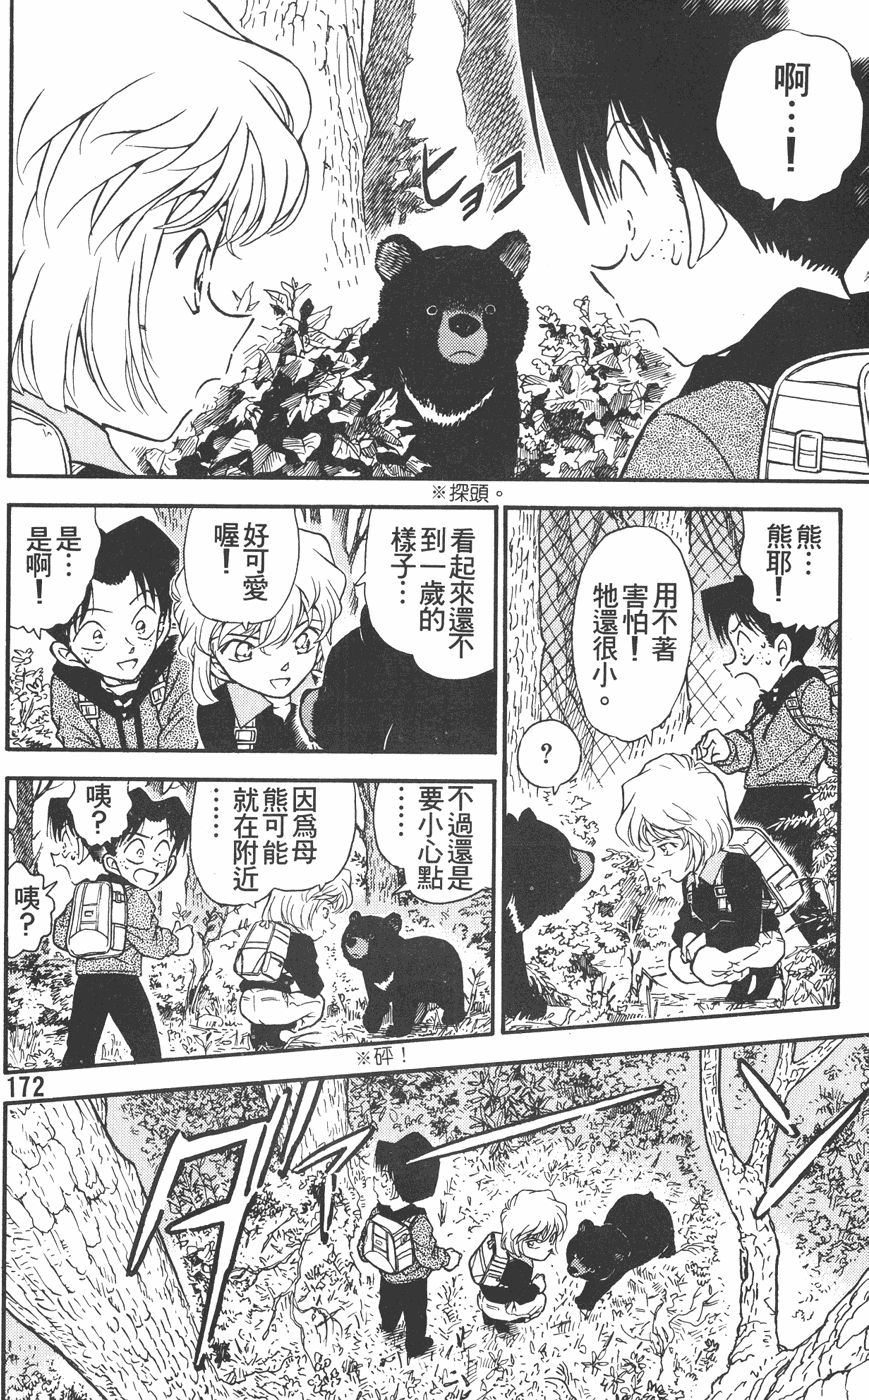 啊…！
ヒョコ
※探頭。
熊…
熊耶！
用不著
害怕！
牠還很小。
？
看起來還不
到一歲的
樣子…
好可愛
喔！
是…
是啊！
不過還是
要小心點
……
因爲母
熊可能
就在附近
……
咦？
咦？
※砰！
172
ダァーン